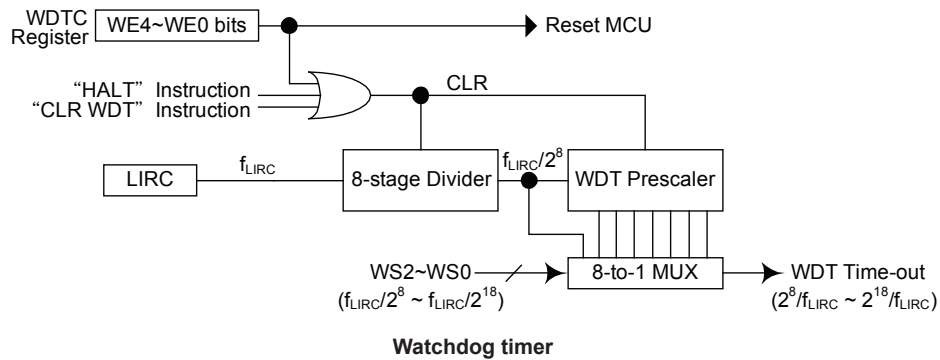 WDTC
Register
WE4~WE0 bits
Reset MCU
CLR
“HALT” Instruction
“CLR WDT” Instruction
LIRC
fLIRC
8-stage Divider
fLIRC/2⁸
WDT Prescaler
WS2~WS0
(fLIRC/2⁸ ~ fLIRC/2¹⁸)
8-to-1 MUX
WDT Time-out
(2⁸/fLIRC ~ 2¹⁸/fLIRC)
Watchdog timer